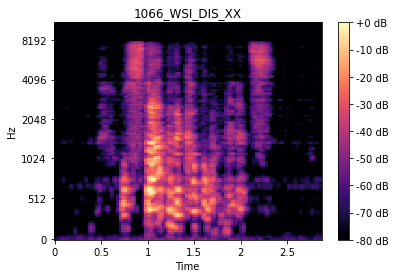 1066_WSI_DIS_XX
8192
4096
2048
1024
512
0
Hz
0 0.5 1 1.5 2 2.5
Time
+0 dB
-10 dB
-20 dB
-30 dB
-40 dB
-50 dB
-60 dB
-70 dB
-80 dB